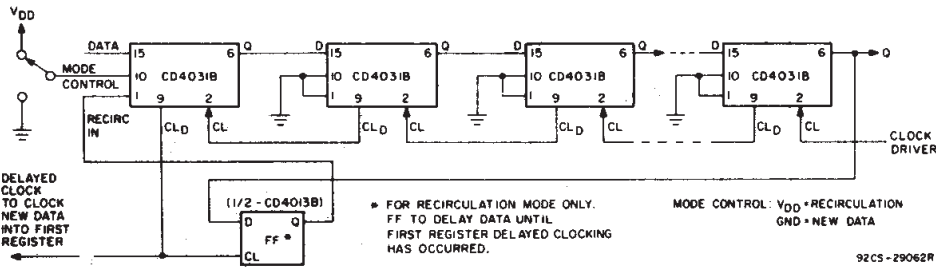 VDD
DATA
MODE
CONTROL
RECIRC
IN
15
6
10
CD4031B
1
9
2
Q
D
15
6
10
CD4031B
1
9
2
Q
D
15
6
10
CD4031B
1
9
2
Q
D
15
6
10
CD4031B
1
9
2
Q
CLD
CL
CLD
CL
CLD
CL
CLD
CL
CLOCK
DRIVER
DELAYED
CLOCK
TO CLOCK
NEW DATA
INTO FIRST
REGISTER
(1/2 - CD4013B)
D
Q
FF *
CL
* FOR RECIRCULATION MODE ONLY.
FF TO DELAY DATA UNTIL
FIRST REGISTER DELAYED CLOCKING
HAS OCCURRED.
MODE CONTROL: VDD = RECIRCULATION
GND = NEW DATA
92CS-29062R